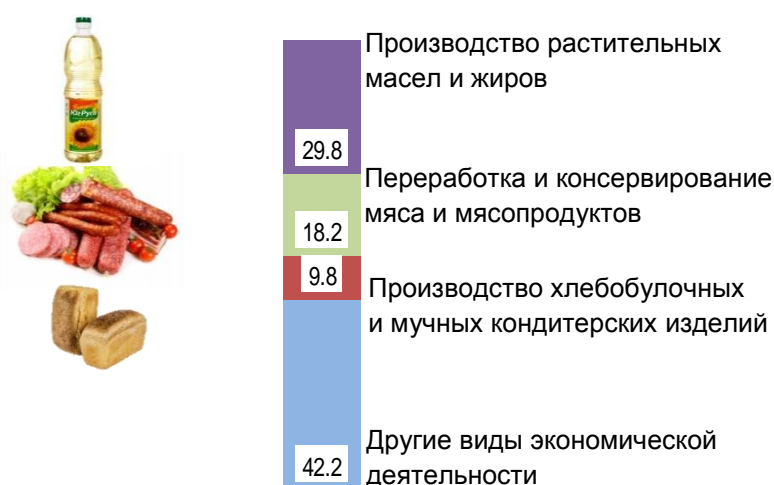 Производство растительных
масел и жиров
29.8
Переработка и консервирование
мяса и мясопродуктов
18.2
9.8
Производство хлебобулочных
и мучных кондитерских изделий
Другие виды экономической
42.2
деятельности